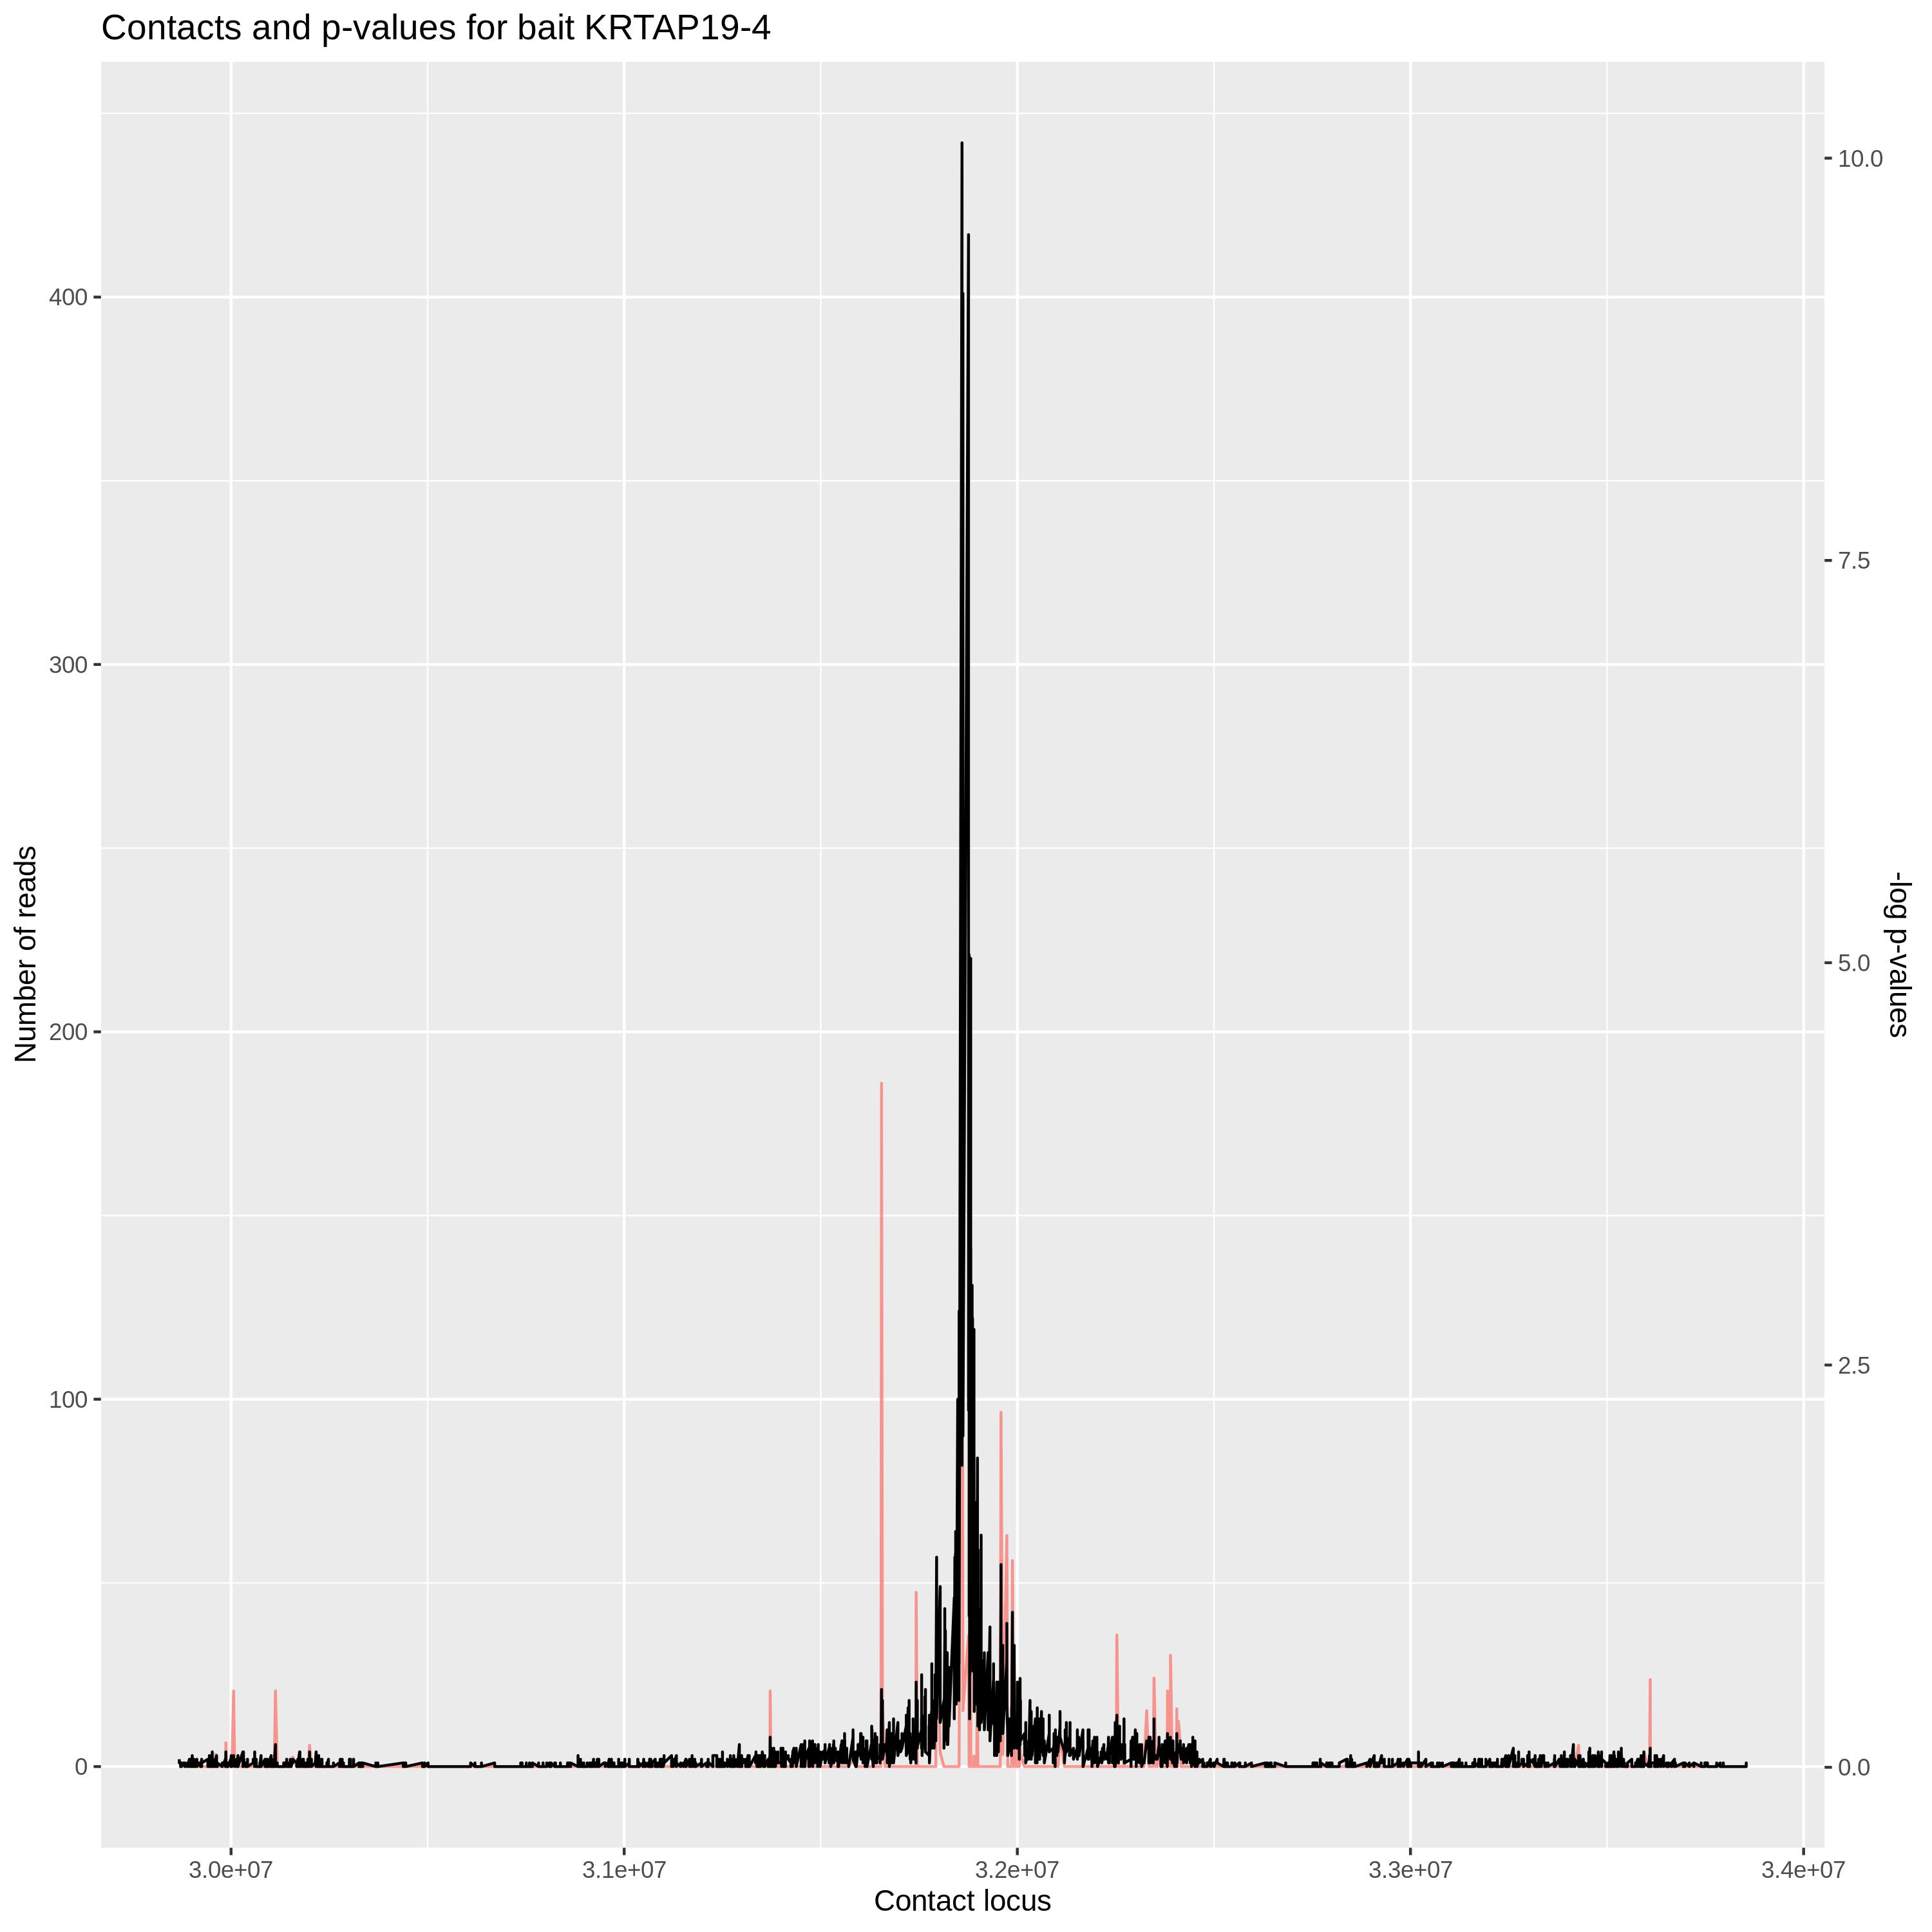 Contacts and p-values for bait KRTAP19-4
Number of reads
400
300
200
100
0
10.0
7.5
5.0
2.5
0.0
-log p-values
3.0e+07 3.1e+07 3.2e+07 3.3e+07 3.4e+07
Contact locus